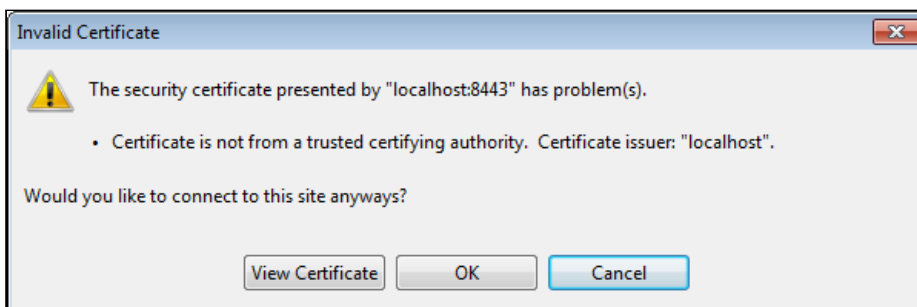 Invalid Certificate
The security certificate presented by "localhost:8443" has problem(s).
• Certificate is not from a trusted certifying authority.  Certificate issuer: "localhost".
Would you like to connect to this site anyways?
View Certificate OK Cancel